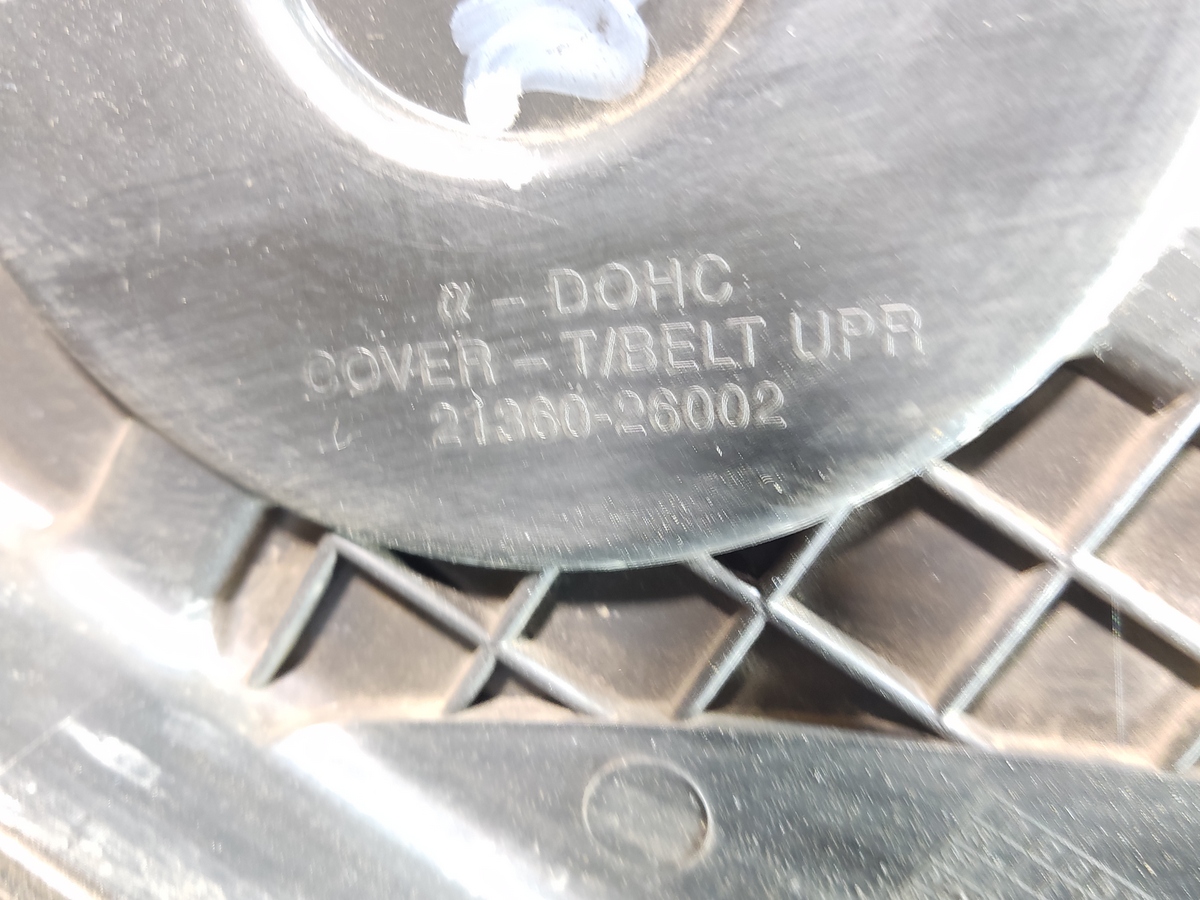 α - DOHC
COVER - T/BELT UPR
21360-26002